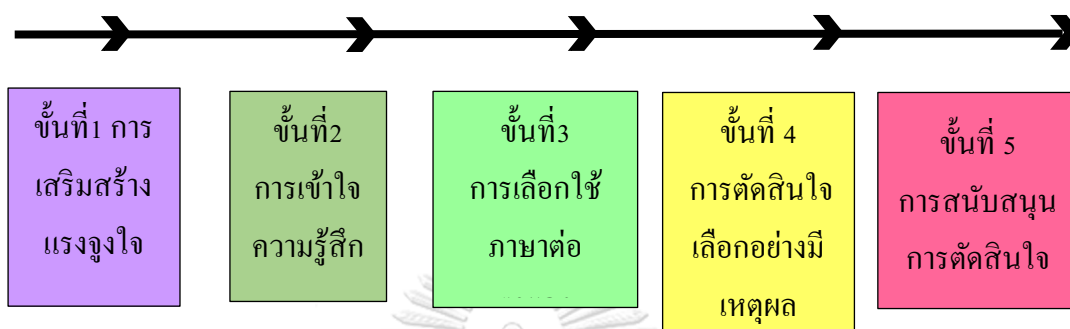 ขั้นที่1 การ
เสริมสร้าง
แรงจูงใจ
ขั้นที่2
การเข้าใจ
ความรู้สึก
ขั้นที่3
การเลือกใช้
ภาษาต่อ
ขั้นที่ 4
การตัดสินใจ
เลือกอย่างมี
เหตุผล
ขั้นที่ 5
การสนับสนุน
การตัดสินใจ